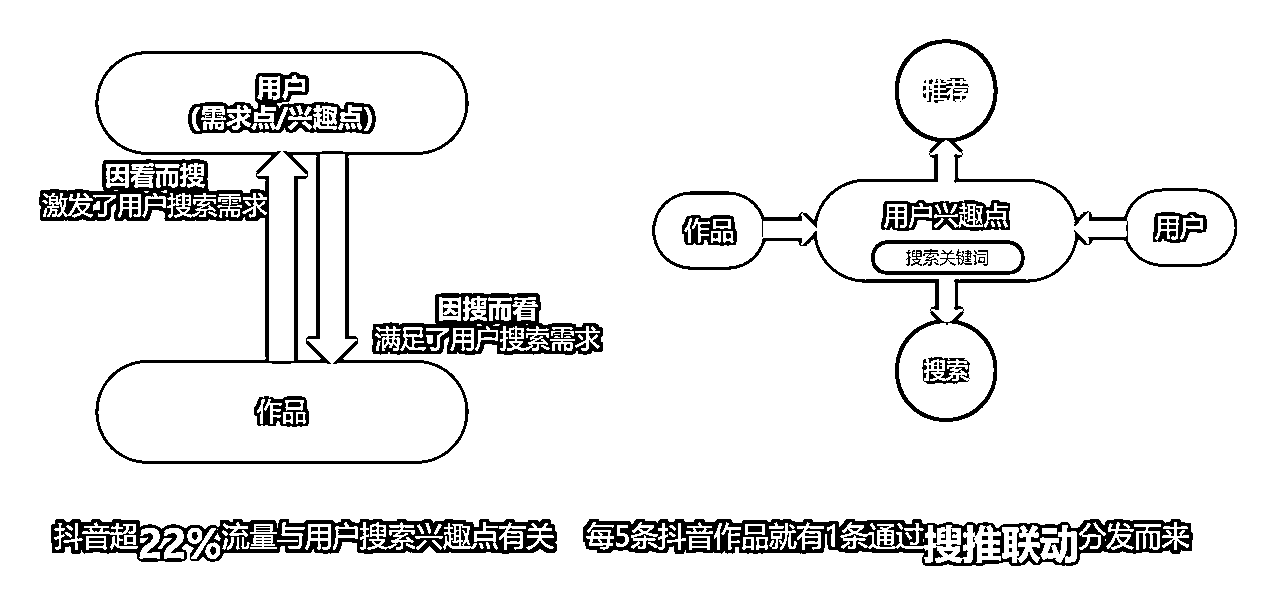 用户
(需求点/兴趣点)
因看而搜
激发了用户搜索需求
因搜而看
满足了用户搜索需求
作品
推荐
作品
用户兴趣点
搜索关键词
用户
搜索
抖音超22%流量与用户搜索兴趣点有关
每5条抖音作品就有1条通过搜推联动分发而来